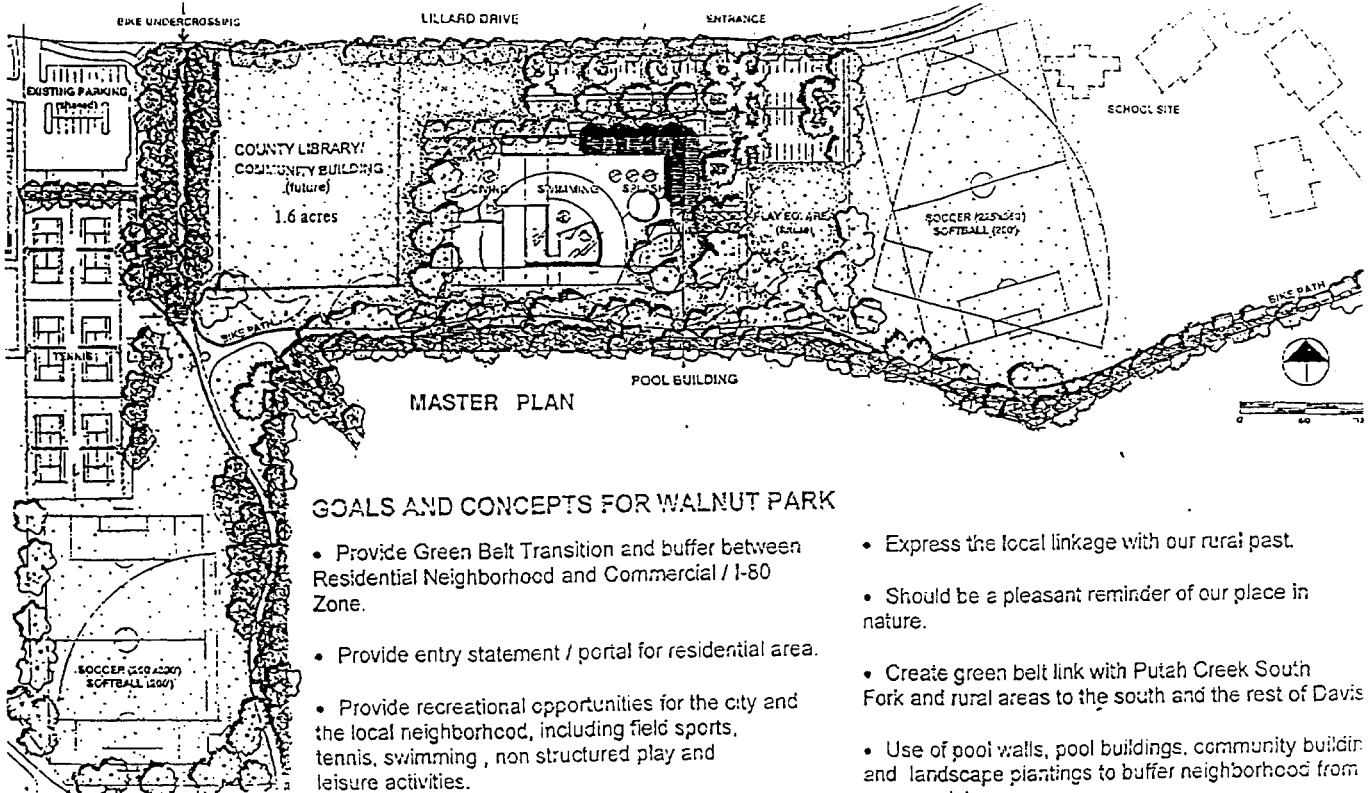 BIKE UNDERCROSSING
LILLARD DRIVE
ENTRANCE
EXISTING PARKING
(shared)
SCHOOL SITE
COUNTY LIBRARY/
COMMUNITY BUILDING
(future)
1.6 acres
SWIMMING
SPLASH
SOCCER
SOFTBALL (200')
TENNIS
BIKE PATH
BIKE PATH
POOL BUILDING
MASTER PLAN
0 60
SOCCER
SOFTBALL (200')
GOALS AND CONCEPTS FOR WALNUT PARK
• Provide Green Belt Transition and buffer between
Residential Neighborhood and Commercial / I-80
Zone.
• Provide entry statement / portal for residential area.
• Provide recreational opportunities for the city and
the local neighborhood, including field sports,
tennis, swimming , non structured play and
leisure activities.
• Express the local linkage with our rural past.
• Should be a pleasant reminder of our place in
nature.
• Create green belt link with Putah Creek South
Fork and rural areas to the south and the rest of Davis
• Use of pool walls, pool buildings, community buildin
and landscape plantings to buffer neighborhood from